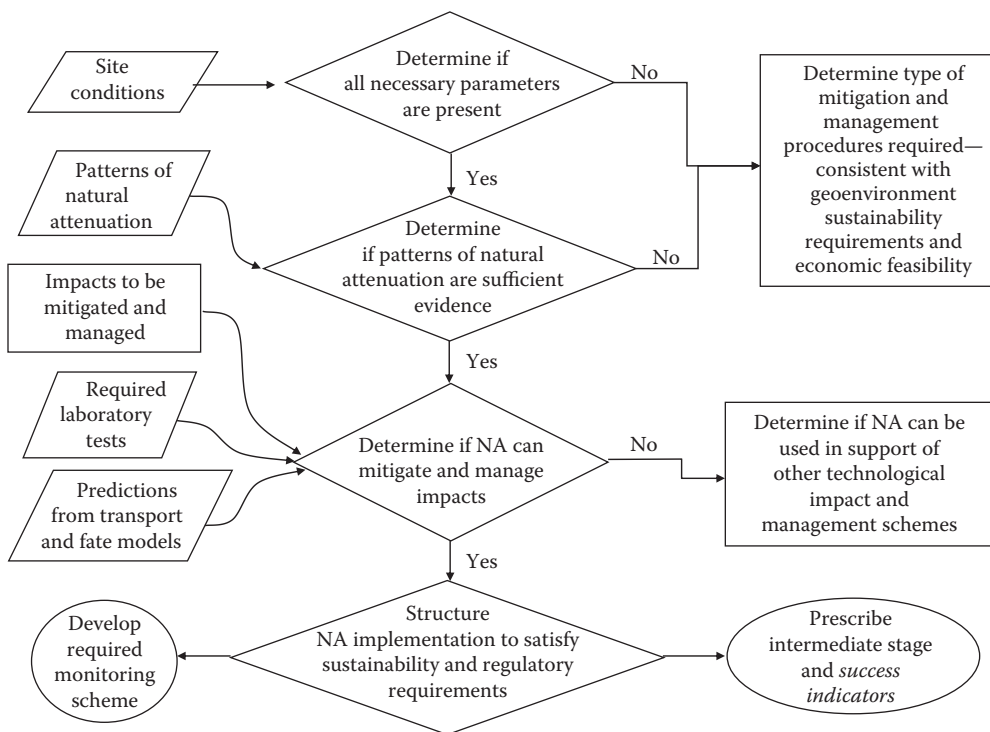 Site
conditions
Determine if
all necessary parameters
are present
No
Determine type of
mitigation and
management
procedures required—
consistent with
geoenvironment
sustainability
requirements and
economic feasibility
Yes
Patterns of
natural
attenuation
Determine
if patterns of natural
attenuation are sufficient
evidence
No
Impacts to be
mitigated and
managed
Yes
Required
laboratory
tests
Determine if NA can
mitigate and manage
impacts
No
Determine if NA can be
used in support of
other technological
impact and
management schemes
Predictions
from transport
and fate models
Yes
Develop
required
monitoring
scheme
Structure
NA implementation to satisfy
sustainability and regulatory
requirements
Prescribe
intermediate stage
and success
indicators